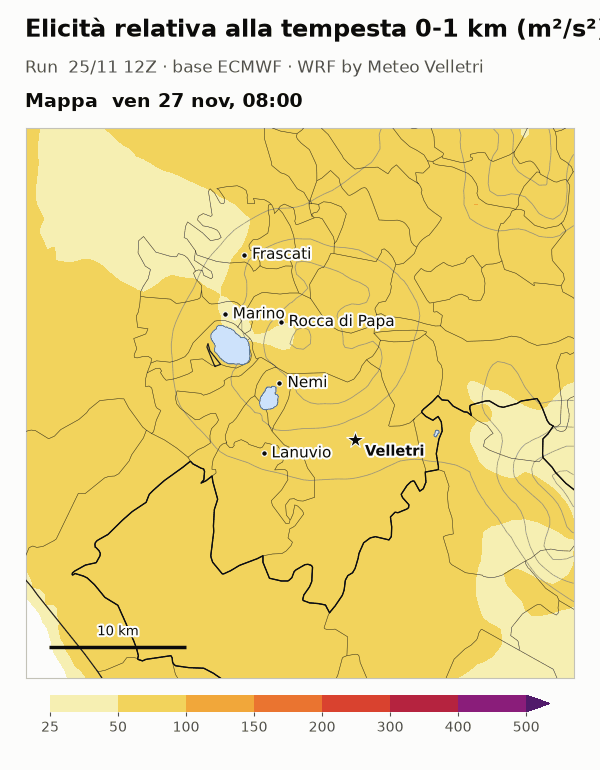 Elicità relativa alla tempesta 0-1 km (m²/s²)
Run 25/11 12Z · base ECMWF · WRF by Meteo Velletri
Mappa ven 27 nov, 08:00
Frascati
Marino
Rocca di Papa
Nemi
Velletri
Lanuvio
10 km
25 50 100 150 200 300 400 500